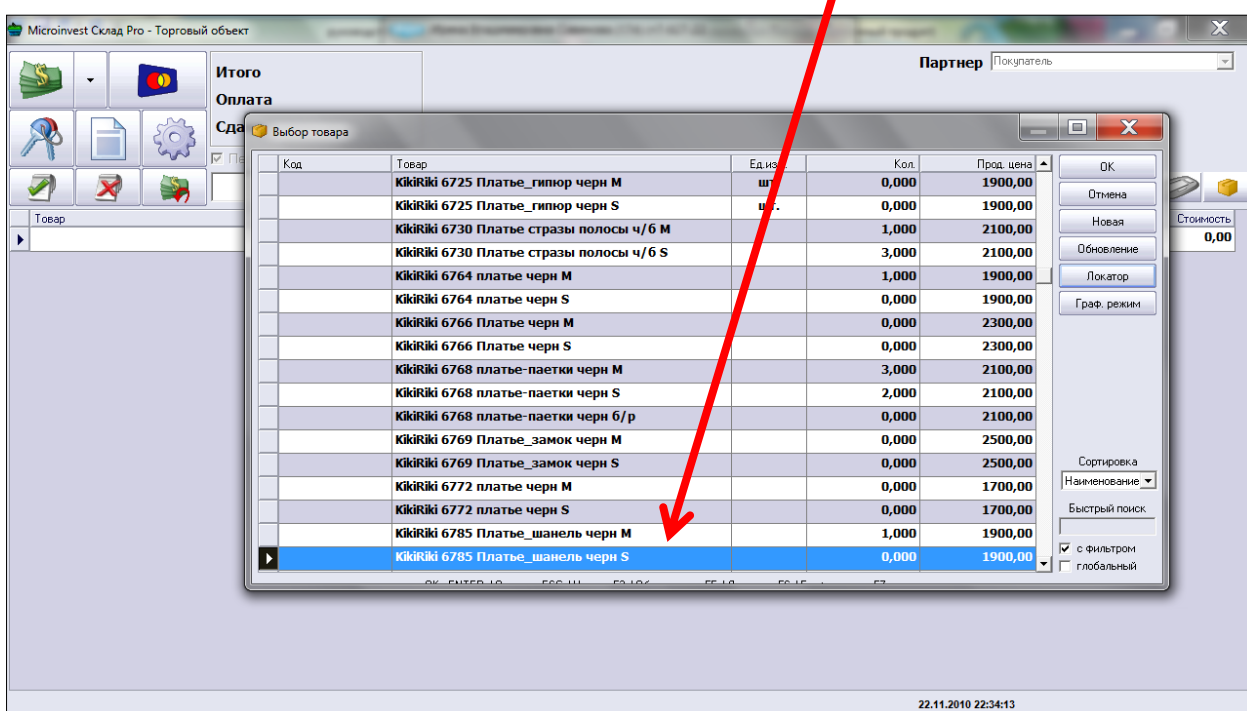 Microinvest Склад Pro - Торговый объект
Итого
Оплата
Сда
Партнер Покупатель
Выбор товара
Код Товар Кол. Прод. цена
KikiRiki 6725 Платье_гипюр черн M шт 0,000 1900,00
KikiRiki 6725 Платье_гипюр черн S 0,000 1900,00
KikiRiki 6730 Платье стразы полосы ч/б M 1,000 2100,00
KikiRiki 6730 Платье стразы полосы ч/б S 3,000 2100,00
KikiRiki 6764 платье черн M 1,000 1900,00
KikiRiki 6764 платье черн S 0,000 1900,00
KikiRiki 6766 Платье черн M 0,000 2300,00
KikiRiki 6766 Платье черн S 0,000 2300,00
KikiRiki 6768 платье-паетки черн M 3,000 2100,00
KikiRiki 6768 платье-паетки черн S 2,000 2100,00
KikiRiki 6768 платье-паетки черн б/р 0,000 2100,00
KikiRiki 6769 Платье_замок черн M 0,000 2500,00
KikiRiki 6769 Платье_замок черн S 0,000 2500,00
KikiRiki 6772 платье черн M 0,000 1700,00
KikiRiki 6772 платье черн S 0,000 1700,00
KikiRiki 6785 Платье_шанель черн M 1,000 1900,00
KikiRiki 6785 Платье_шанель черн S 0,000 1900,00
OK
Отмена
Новая
Обновление
Локатор
Граф. режим
Сортировка
Наименование
Быстрый поиск
с фильтром
глобальный
Товар
Стоимость
0,00
22.11.2010 22:34:13